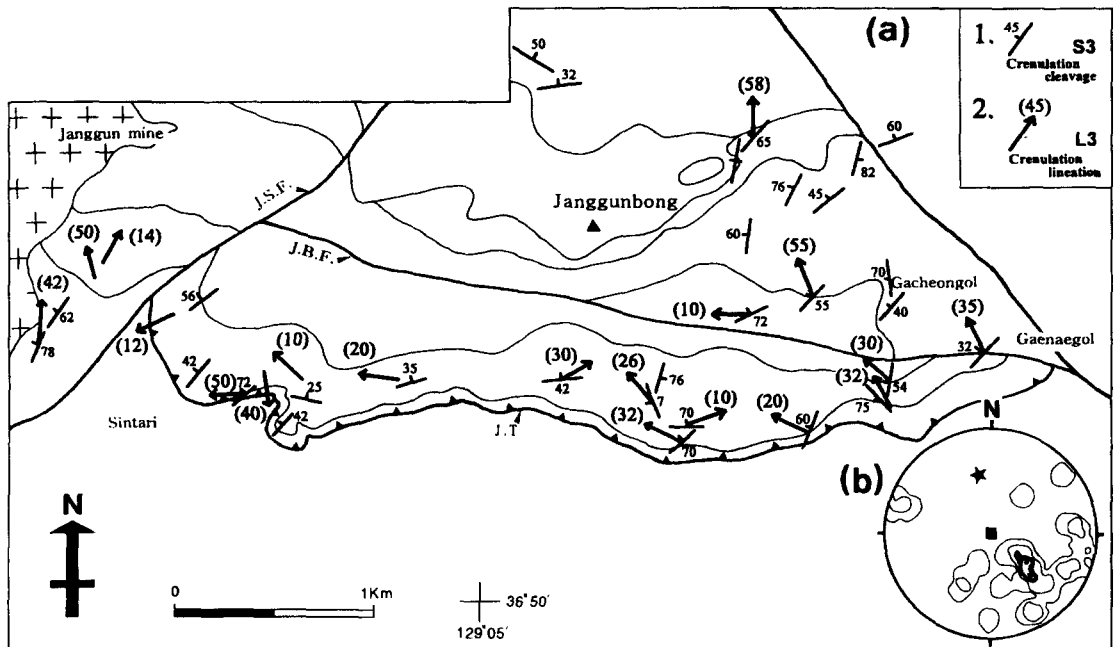 (a)
1. 45 S3
Crenulation
cleavage
2. (45) L3
Crenulation
lineation
50
32
(58)
65
60
82
Janggun mine
J.S.F.
76
45
Janggunbong
60
J.B.F.
(50)
(14)
(55)
70
Gacheongol
(42)
62
78
56
(12)
(10)
72
55
40
(35)
32
Gaenaegol
42
(10)
(20)
35
(30)
42
(26)
76
7
(30)
(32)
54
75
(50)
72
(40)
25
42
Sintari
J.T
(32)
70
(10)
70
(20)
60
N
(b)
N
0
1Km
36°50'
129°05'